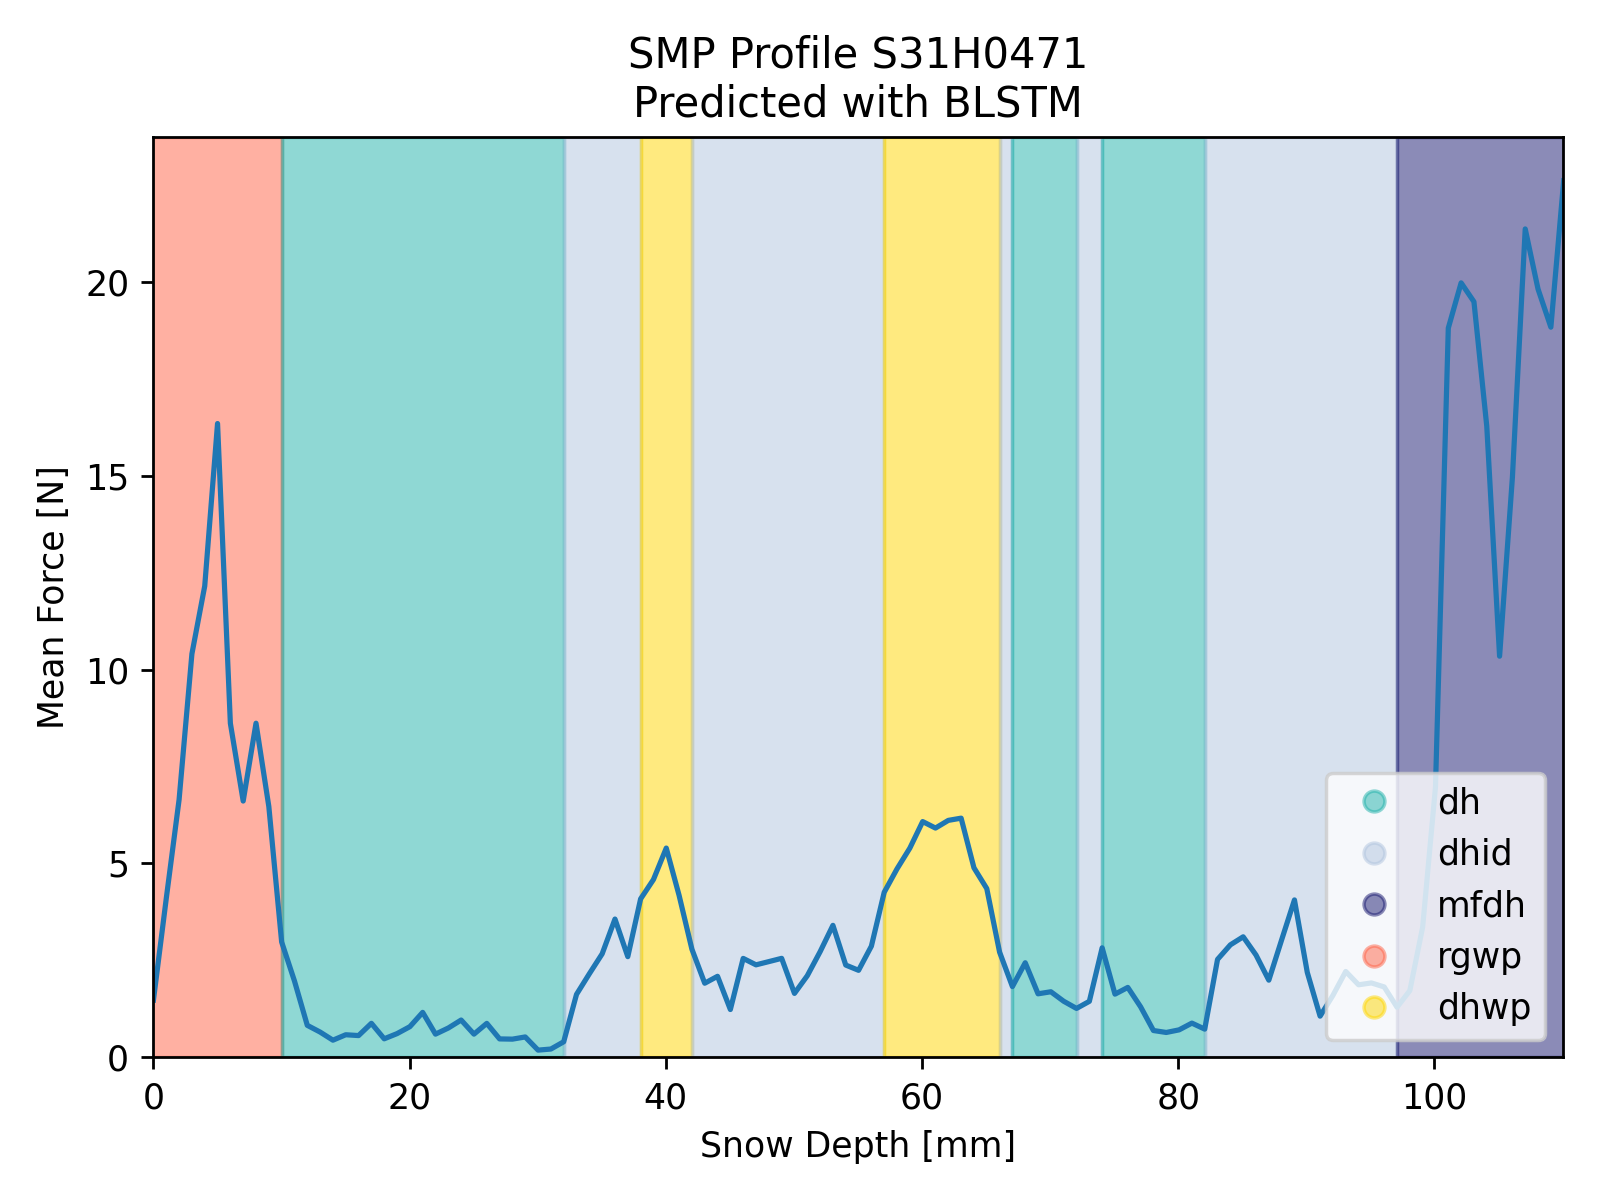 SMP Profile S31H0471
Predicted with BLSTM
Mean Force [N]
20
15
10
5
0
0 20 40 60 80 100
Snow Depth [mm]
dh
dhid
mfdh
rgwp
dhwp